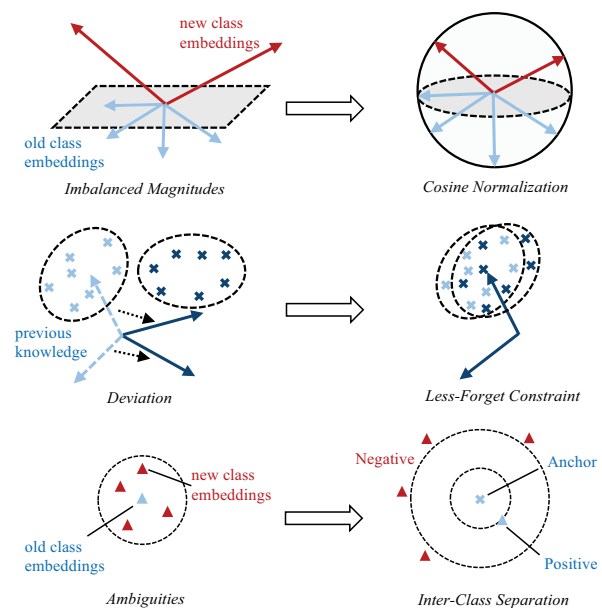 new class
embeddings
old class
embeddings
Imbalanced Magnitudes
Cosine Normalization
previous
knowledge
Deviation
Less-Forget Constraint
new class
embeddings
old class
embeddings
Ambiguities
Negative
Anchor
Positive
Inter-Class Separation